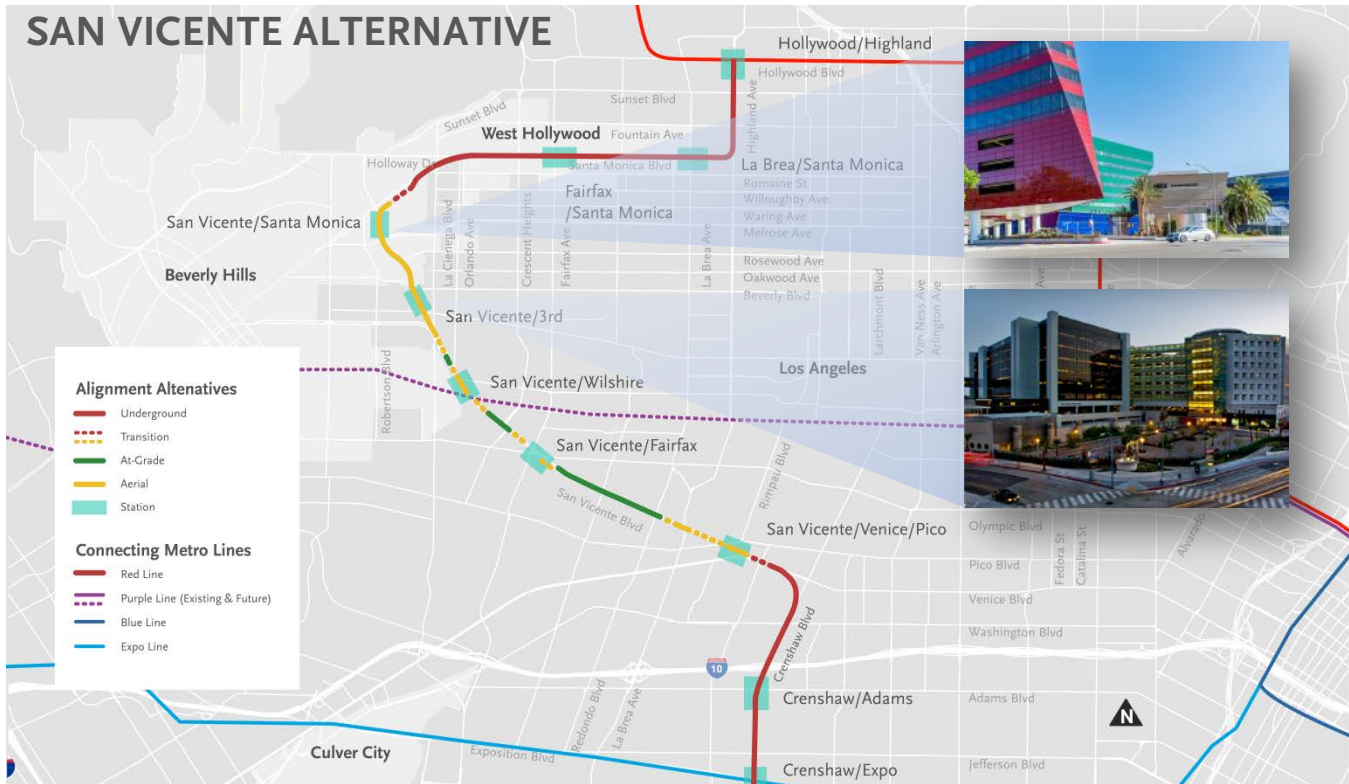 SAN VICENTE ALTERNATIVE
Hollywood/Highland
Hollywood Blvd
Sunset Blvd
Sunset Blvd
Highland Ave
West Hollywood
Fountain Ave
Holloway Dr
Santa Monica Blvd
La Brea/Santa Monica
Fairfax
/Santa Monica
Romaine St
Willoughby Ave
Waring Ave
Melrose Ave
San Vicente/Santa Monica
La Cienega Blvd
Orlando Ave
Crescent Heights
Fairfax Ave
La Brea Ave
Rosewood Ave
Oakwood Ave
Beverly Blvd
Beverly Hills
Larchmont Blvd
Van Ness Ave
Arlington Ave
Ave
San Vicente/3rd
Los Angeles
Robertson Blvd
San Vicente/Wilshire
San Vicente/Fairfax
San Vicente Blvd
Rimpau Blvd
San Vicente/Venice/Pico
Olympic Blvd
Pico Blvd
Fedora St
Catalina St
Alvarado
Venice Blvd
Washington Blvd
Crenshaw Blvd
10
Crenshaw/Adams
Adams Blvd
N
Redondo Blvd
La Brea Ave
Culver City
Exposition Blvd
Jefferson Blvd
Crenshaw/Expo
Alignment Altenatives
Underground
Transition
At-Grade
Aerial
Station
Connecting Metro Lines
Red Line
Purple Line (Existing & Future)
Blue Line
Expo Line